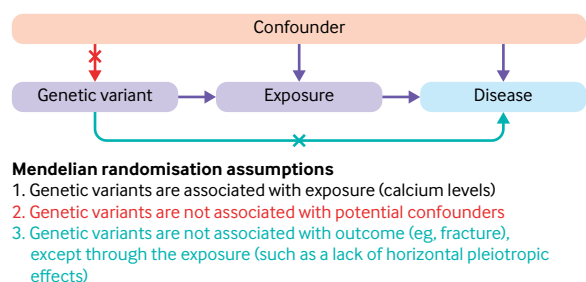 Confounder
Genetic variant
Exposure
Disease
Mendelian randomisation assumptions
1. Genetic variants are associated with exposure (calcium levels)
2. Genetic variants are not associated with potential confounders
3. Genetic variants are not associated with outcome (eg, fracture),
except through the exposure (such as a lack of horizontal pleiotropic
effects)